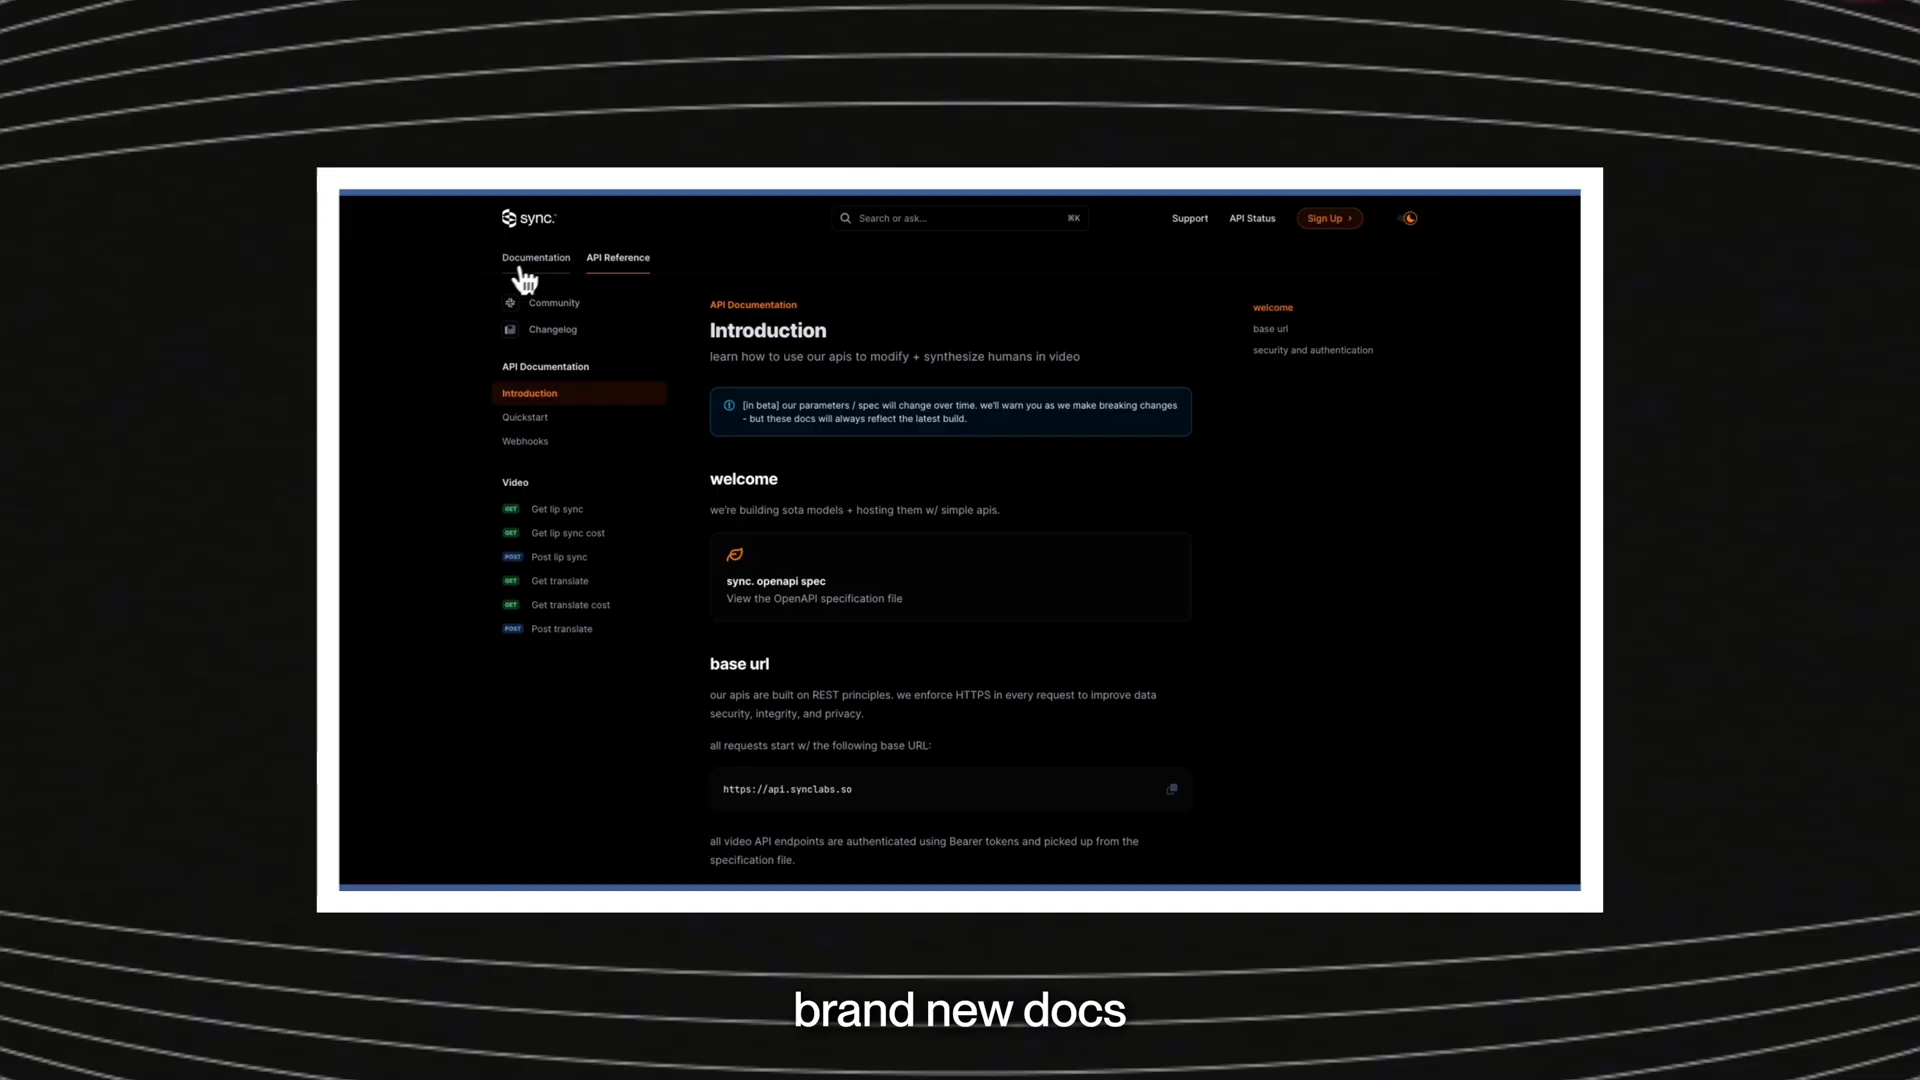 sync.
Search or ask...
⌘K
Support
API Status
Sign Up ›
Documentation
API Reference
Community
Changelog
API Documentation
Introduction
Quickstart
Webhooks
Video
GET Get lip sync
GET Get lip sync cost
POST Post lip sync
GET Get translate
GET Get translate cost
POST Post translate
API Documentation
Introduction
learn how to use our apis to modify + synthesize humans in video
[in beta] our parameters / spec will change over time. we'll warn you as we make breaking changes
- but these docs will always reflect the latest build.
welcome
we're building sota models + hosting them w/ simple apis.
sync. openapi spec
View the OpenAPI specification file
base url
our apis are built on REST principles. we enforce HTTPS in every request to improve data
security, integrity, and privacy.
all requests start w/ the following base URL:
https://api.synclabs.so
all video API endpoints are authenticated using Bearer tokens and picked up from the
specification file.
welcome
base url
security and authentication
brand new docs